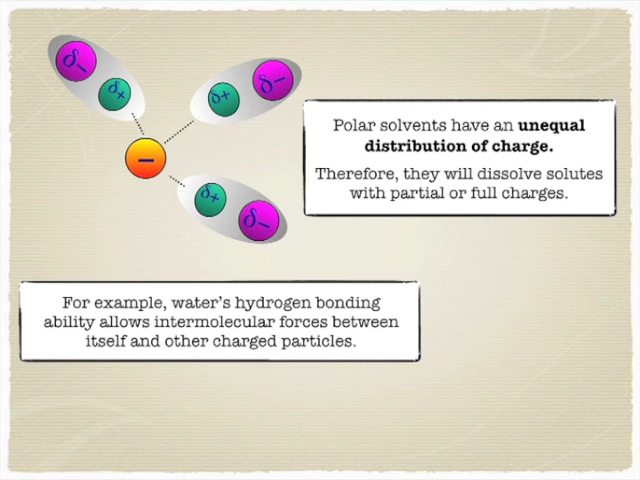 δ−
δ+
δ+
δ−
−
δ+
δ−
Polar solvents have an unequal
distribution of charge.
Therefore, they will dissolve solutes
with partial or full charges.
For example, water's hydrogen bonding
ability allows intermolecular forces between
itself and other charged particles.